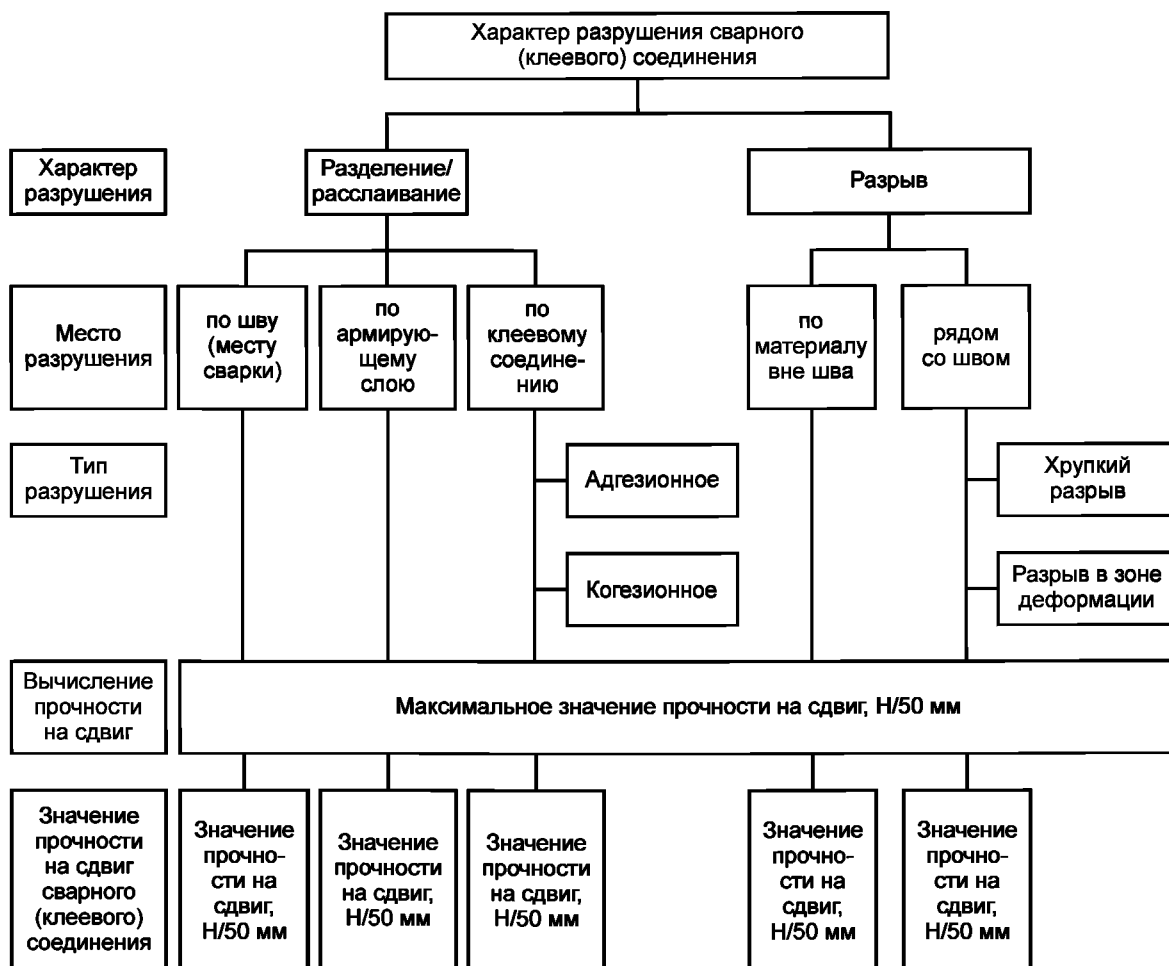 Характер разрушения сварного
(клеевого) соединения
Характер
разрушения
Разделение/
расслаивание
Разрыв
Место
разрушения
по шву
(месту
сварки)
по
армирую-
щему
слою
по
клеевому
соедине-
нию
по
материалу
вне шва
рядом
со швом
Тип
разрушения
Адгезионное
Хрупкий
разрыв
Когезионное
Разрыв в зоне
деформации
Вычисление
прочности
на сдвиг
Максимальное значение прочности на сдвиг, Н/50 мм
Значение
прочности
на сдвиг
сварного
(клеевого)
соединения
Значение
прочно-
сти на
сдвиг,
Н/50 мм
Значение
прочности
на сдвиг,
Н/50 мм
Значение
прочности
на сдвиг,
Н/50 мм
Значение
прочно-
сти на
сдвиг,
Н/50 мм
Значение
прочно-
сти на
сдвиг,
Н/50 мм